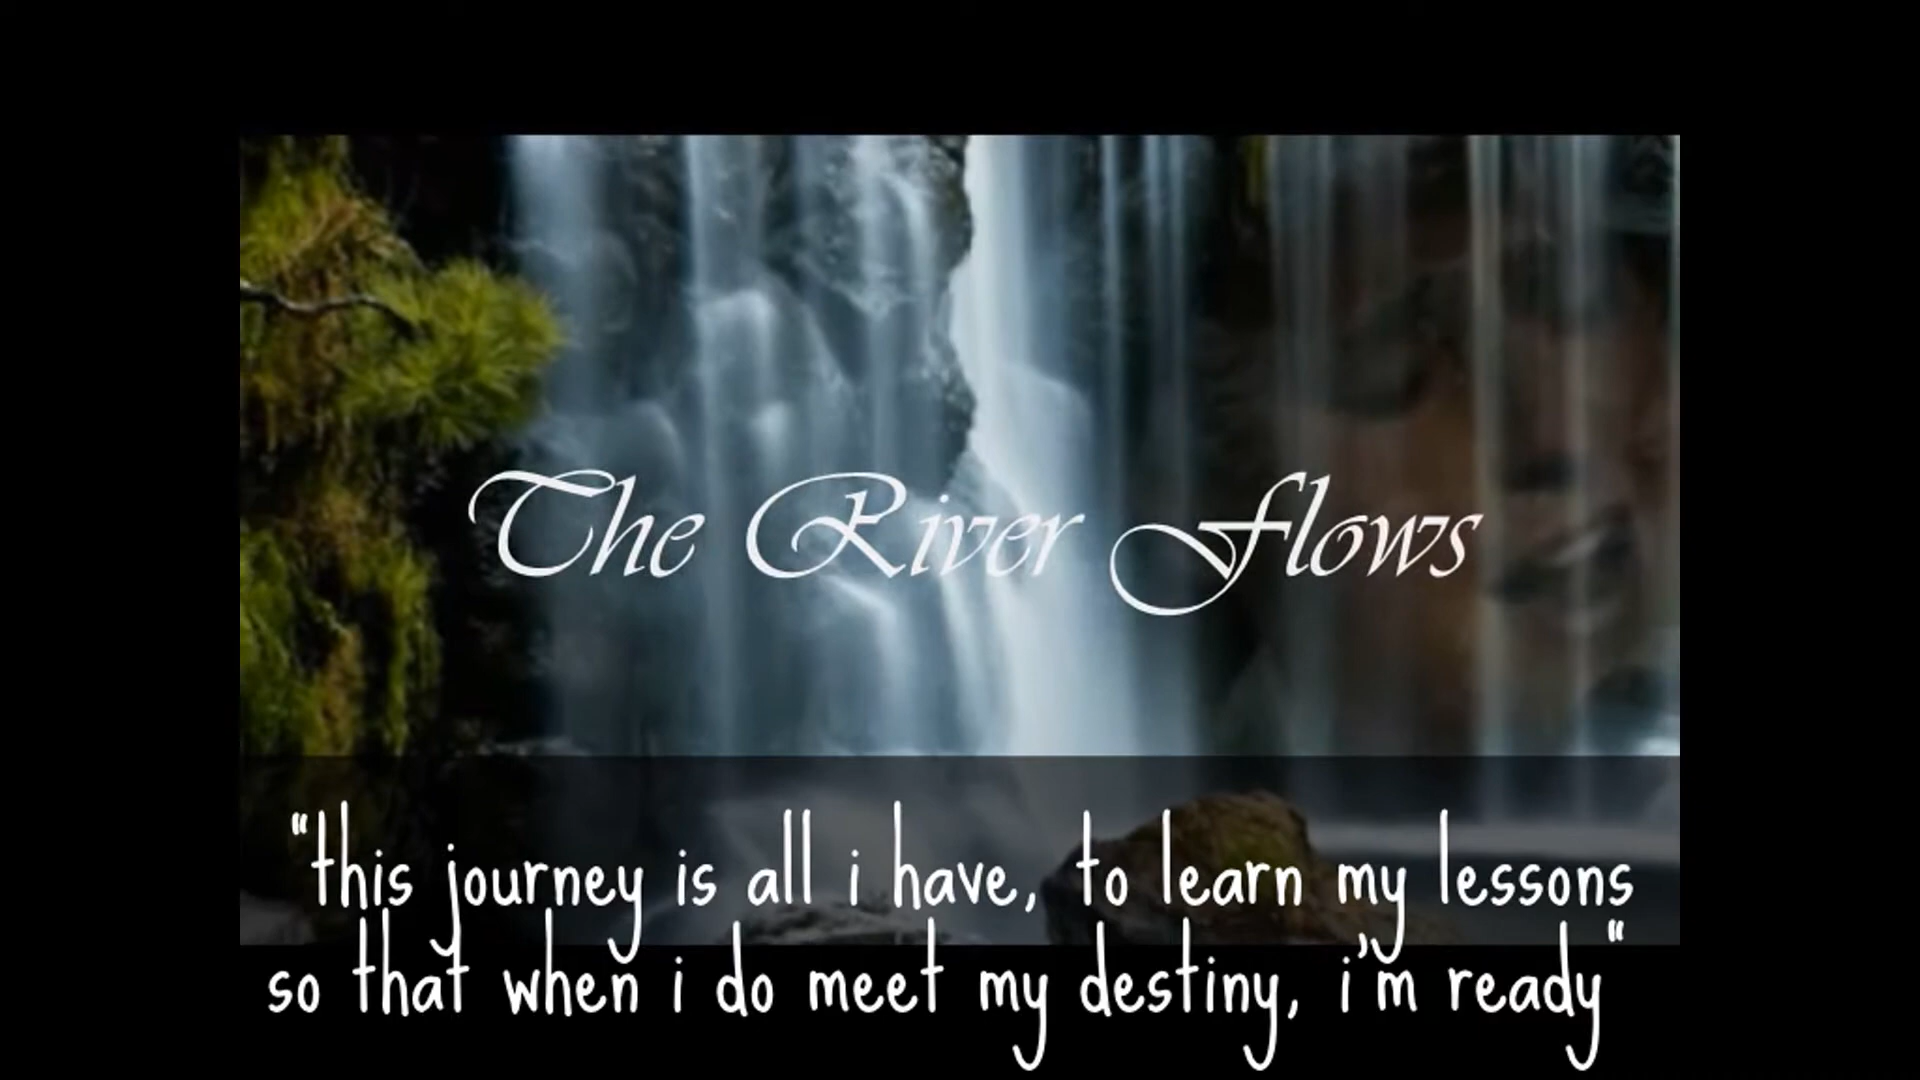 The River Flows
"this journey is all i have, to learn my lessons
so that when i do meet my destiny, i'm ready"